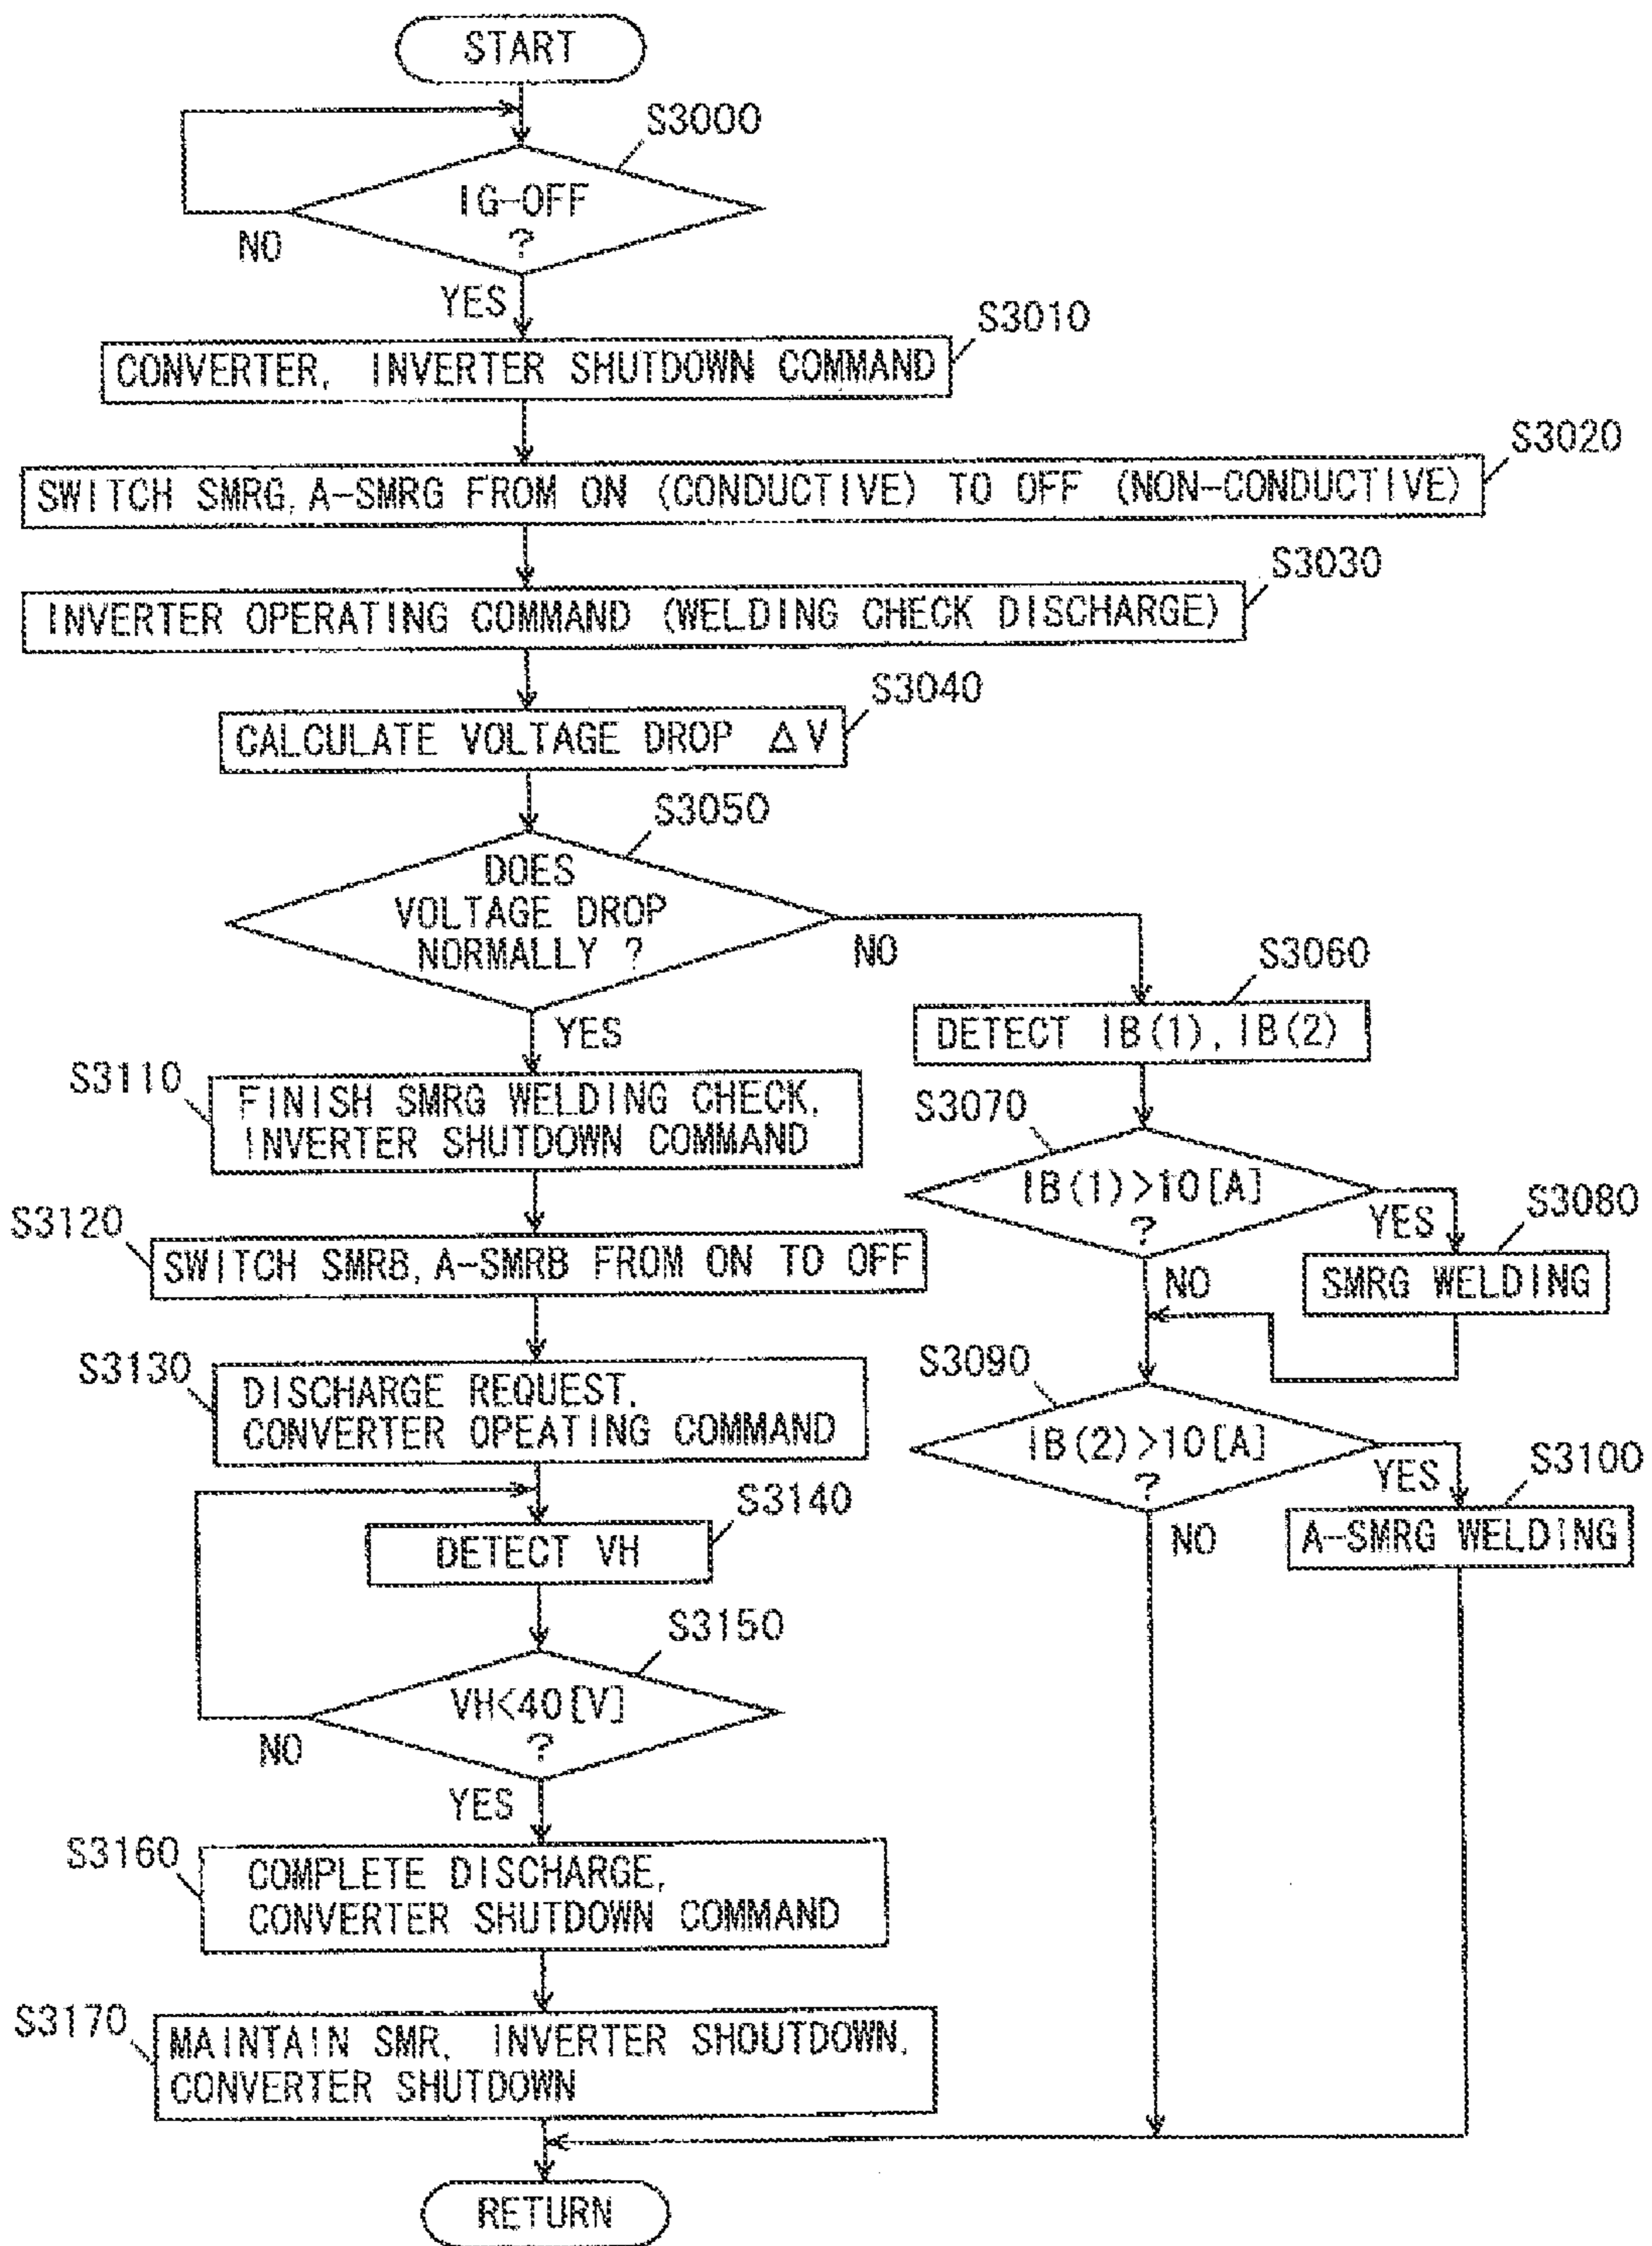 START
S3000
IG-OFF
?
NO
YES
S3010
CONVERTER, INVERTER SHUTDOWN COMMAND
S3020
SWITCH SMRG, A-SMRG FROM ON (CONDUCTIVE) TO OFF (NON-CONDUCTIVE)
S3030
INVERTER OPERATING COMMAND (WELDING CHECK DISCHARGE)
S3040
CALCULATE VOLTAGE DROP ΔV
S3050
DOES
VOLTAGE DROP
NORMALLY ?
NO
YES
S3060
DETECT IB(1), IB(2)
S3070
IB(1)>10[A]
?
YES
NO
S3080
SMRG WELDING
S3090
IB(2)>10[A]
?
YES
NO
S3100
A-SMRG WELDING
S3110
FINISH SMRG WELDING CHECK,
INVERTER SHUTDOWN COMMAND
S3120
SWITCH SMRB, A-SMRB FROM ON TO OFF
S3130
DISCHARGE REQUEST,
CONVERTER OPEATING COMMAND
S3140
DETECT VH
S3150
VH<40[V]
?
NO
YES
S3160
COMPLETE DISCHARGE,
CONVERTER SHUTDOWN COMMAND
S3170
MAINTAIN SMR, INVERTER SHOUTDOWN,
CONVERTER SHUTDOWN
RETURN